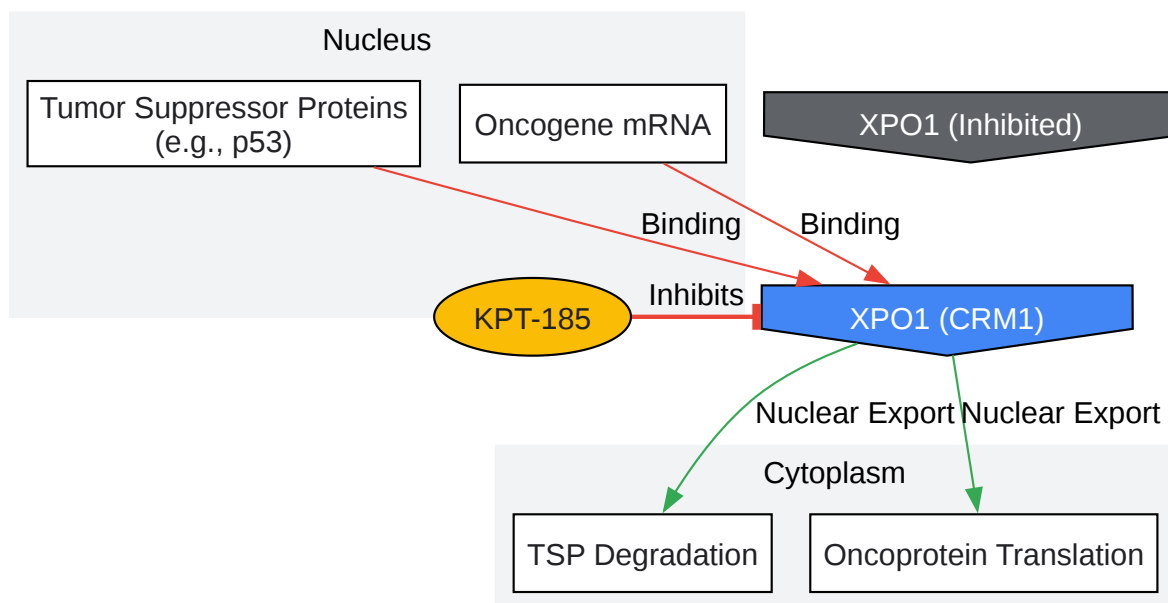 Nucleus
Tumor Suppressor Proteins
(e.g., p53)
Oncogene mRNA
XPO1 (Inhibited)
Binding
Binding
Inhibits
KPT-185
XPO1 (CRM1)
Nuclear Export
Nuclear Export
Cytoplasm
TSP Degradation
Oncoprotein Translation